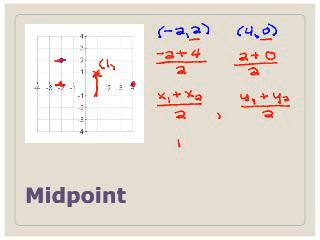 (-2, 2) (4, 0)
-2 + 4 / 2 2 + 0 / 2
x₁ + x₂ / 2 , y₁ + y₂ / 2
1
(1,
4
3
2
1
-4 -3 -2 -1 1 2 3 4
-1
-2
-3
-4
Midpoint